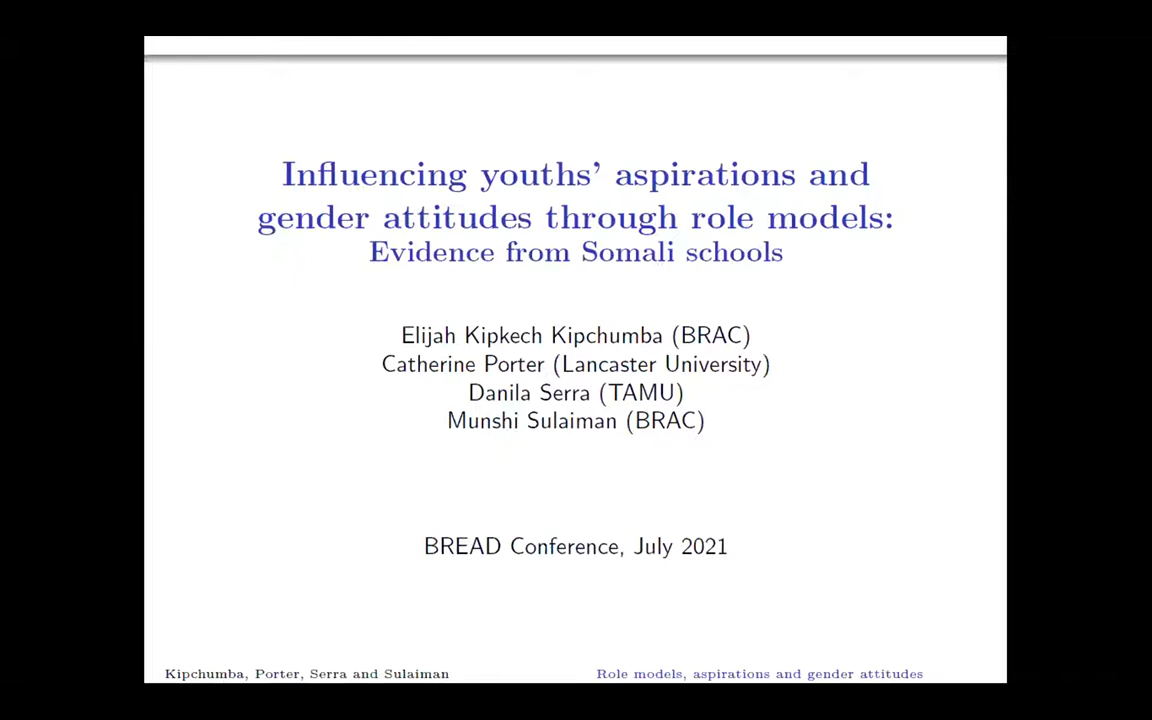 Influencing youths' aspirations and
gender attitudes through role models:
Evidence from Somali schools
Elijah Kipkech Kipchumba (BRAC)
Catherine Porter (Lancaster University)
Danila Serra (TAMU)
Munshi Sulaiman (BRAC)
BREAD Conference, July 2021
Kipchumba, Porter, Serra and Sulaiman
Role models, aspirations and gender attitudes